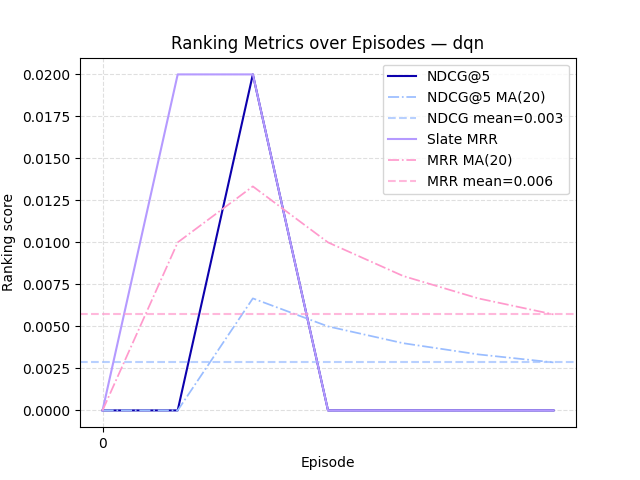 Ranking Metrics over Episodes — dqn
Ranking score
0.0200
0.0175
0.0150
0.0125
0.0100
0.0075
0.0050
0.0025
0.0000
NDCG@5
NDCG@5 MA(20)
NDCG mean=0.003
Slate MRR
MRR MA(20)
MRR mean=0.006
0
Episode